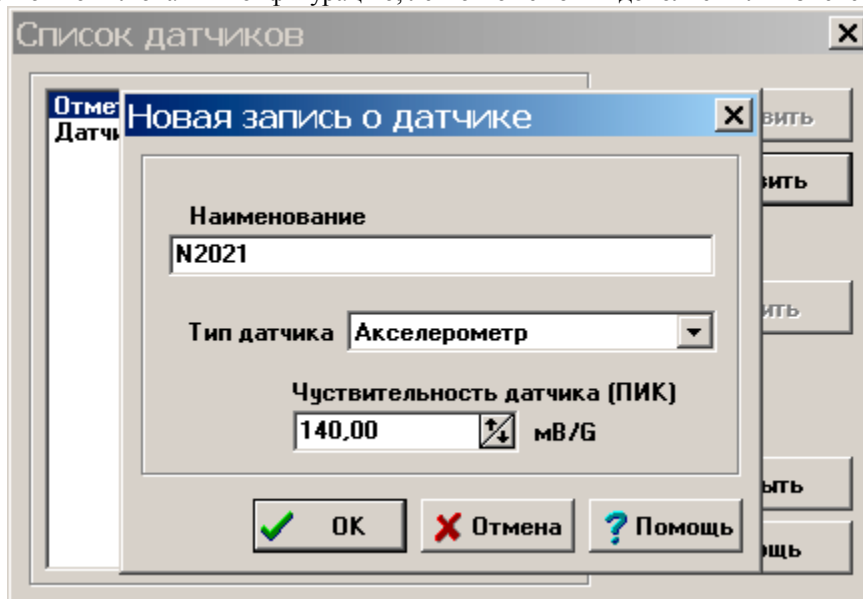 Список датчиков
Новая запись о датчике
Наименование
N2021
Тип датчика Акселерометр
Чуствительность датчика (ПИК)
140,00 мВ/G
OK Отмена Помощь